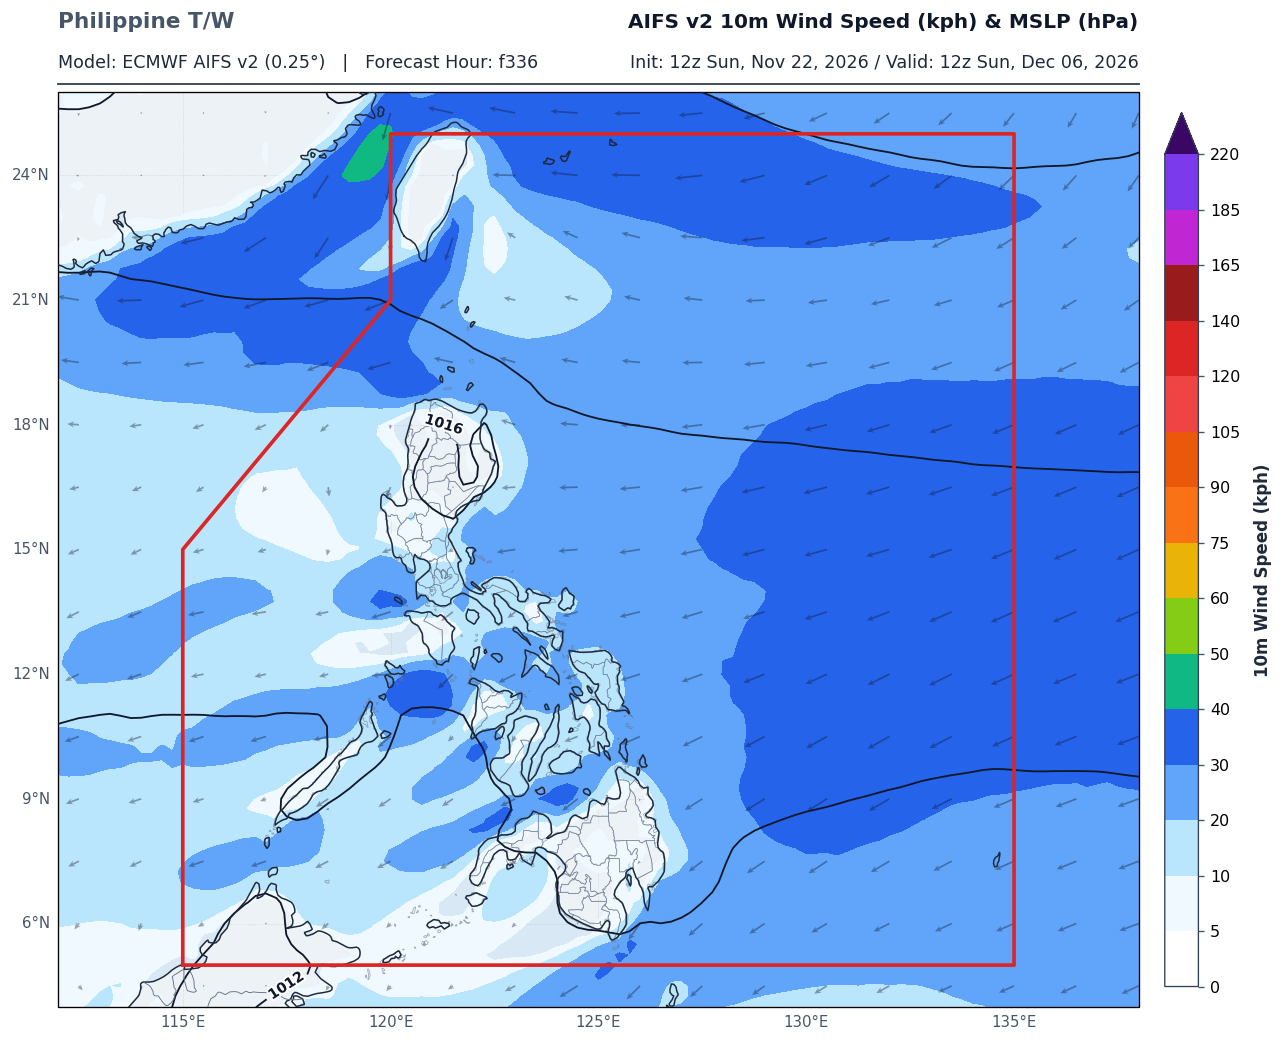 Philippine T/W
AIFS v2 10m Wind Speed (kph) & MSLP (hPa)
Model: ECMWF AIFS v2 (0.25°) | Forecast Hour: f336
Init: 12z Sun, Nov 22, 2026 / Valid: 12z Sun, Dec 06, 2026
24°N
21°N
18°N
15°N
12°N
9°N
6°N
1016
1012
115°E
120°E
125°E
130°E
135°E
220
185
165
140
120
105
90
75
60
50
40
30
20
10
5
0
10m Wind Speed (kph)